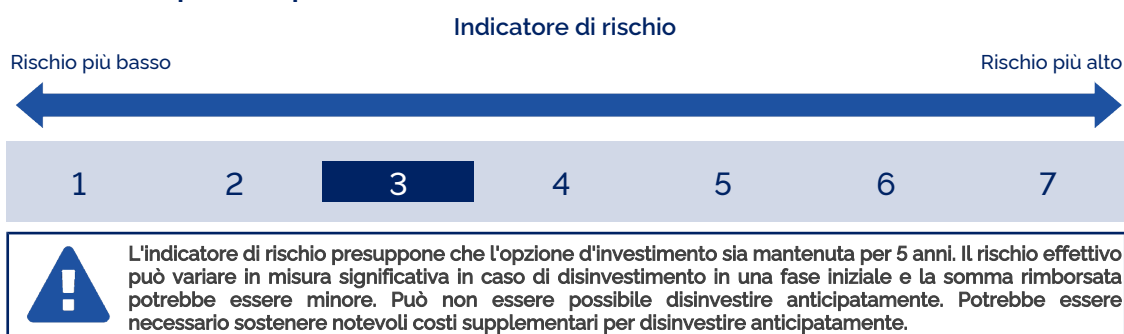 Indicatore di rischio
Rischio più basso
Rischio più alto
1 2 3 4 5 6 7
L'indicatore di rischio presuppone che l'opzione d'investimento sia mantenuta per 5 anni. Il rischio effettivo
può variare in misura significativa in caso di disinvestimento in una fase iniziale e la somma rimborsata
potrebbe essere minore. Può non essere possibile disinvestire anticipatamente. Potrebbe essere
necessario sostenere notevoli costi supplementari per disinvestire anticipatamente.